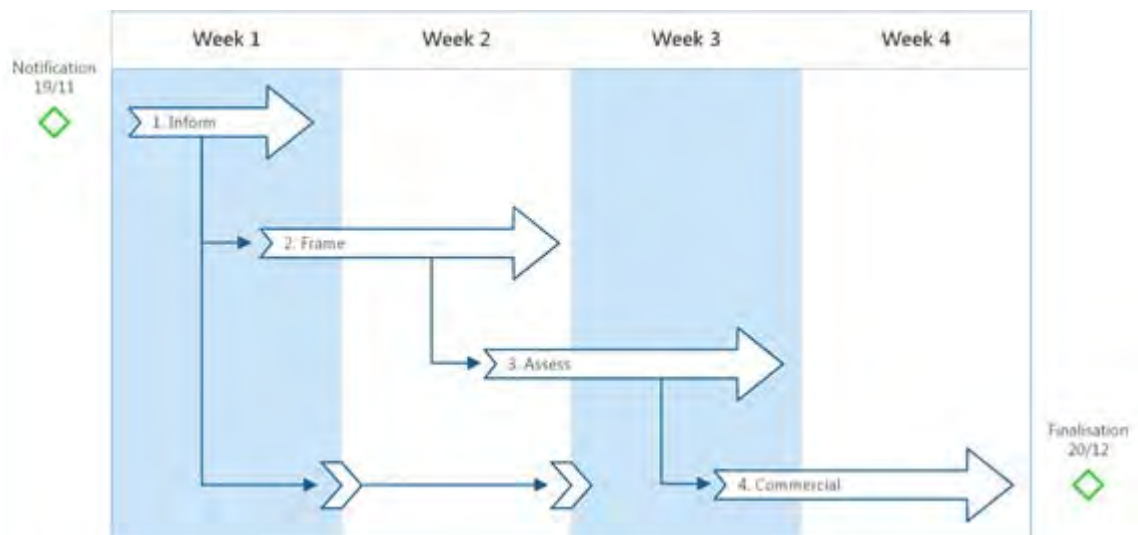 Week 1
Week 2
Week 3
Week 4
Notification
19/11
1. Inform
2. Frame
3. Assess
4. Commercial
Finalisation
20/12